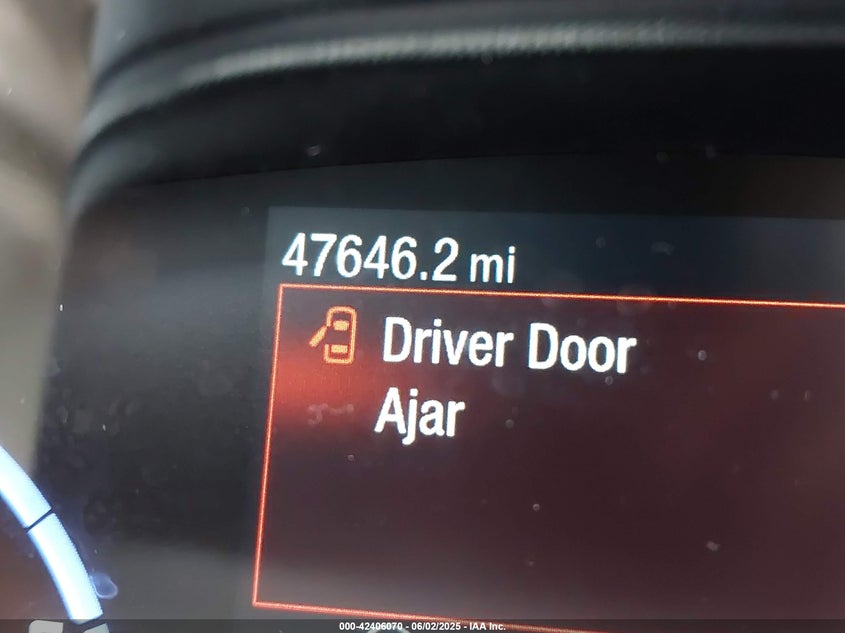 47646.2 mi
Driver Door
Ajar
000-42406070 - 06/02/2025 - IAA Inc.